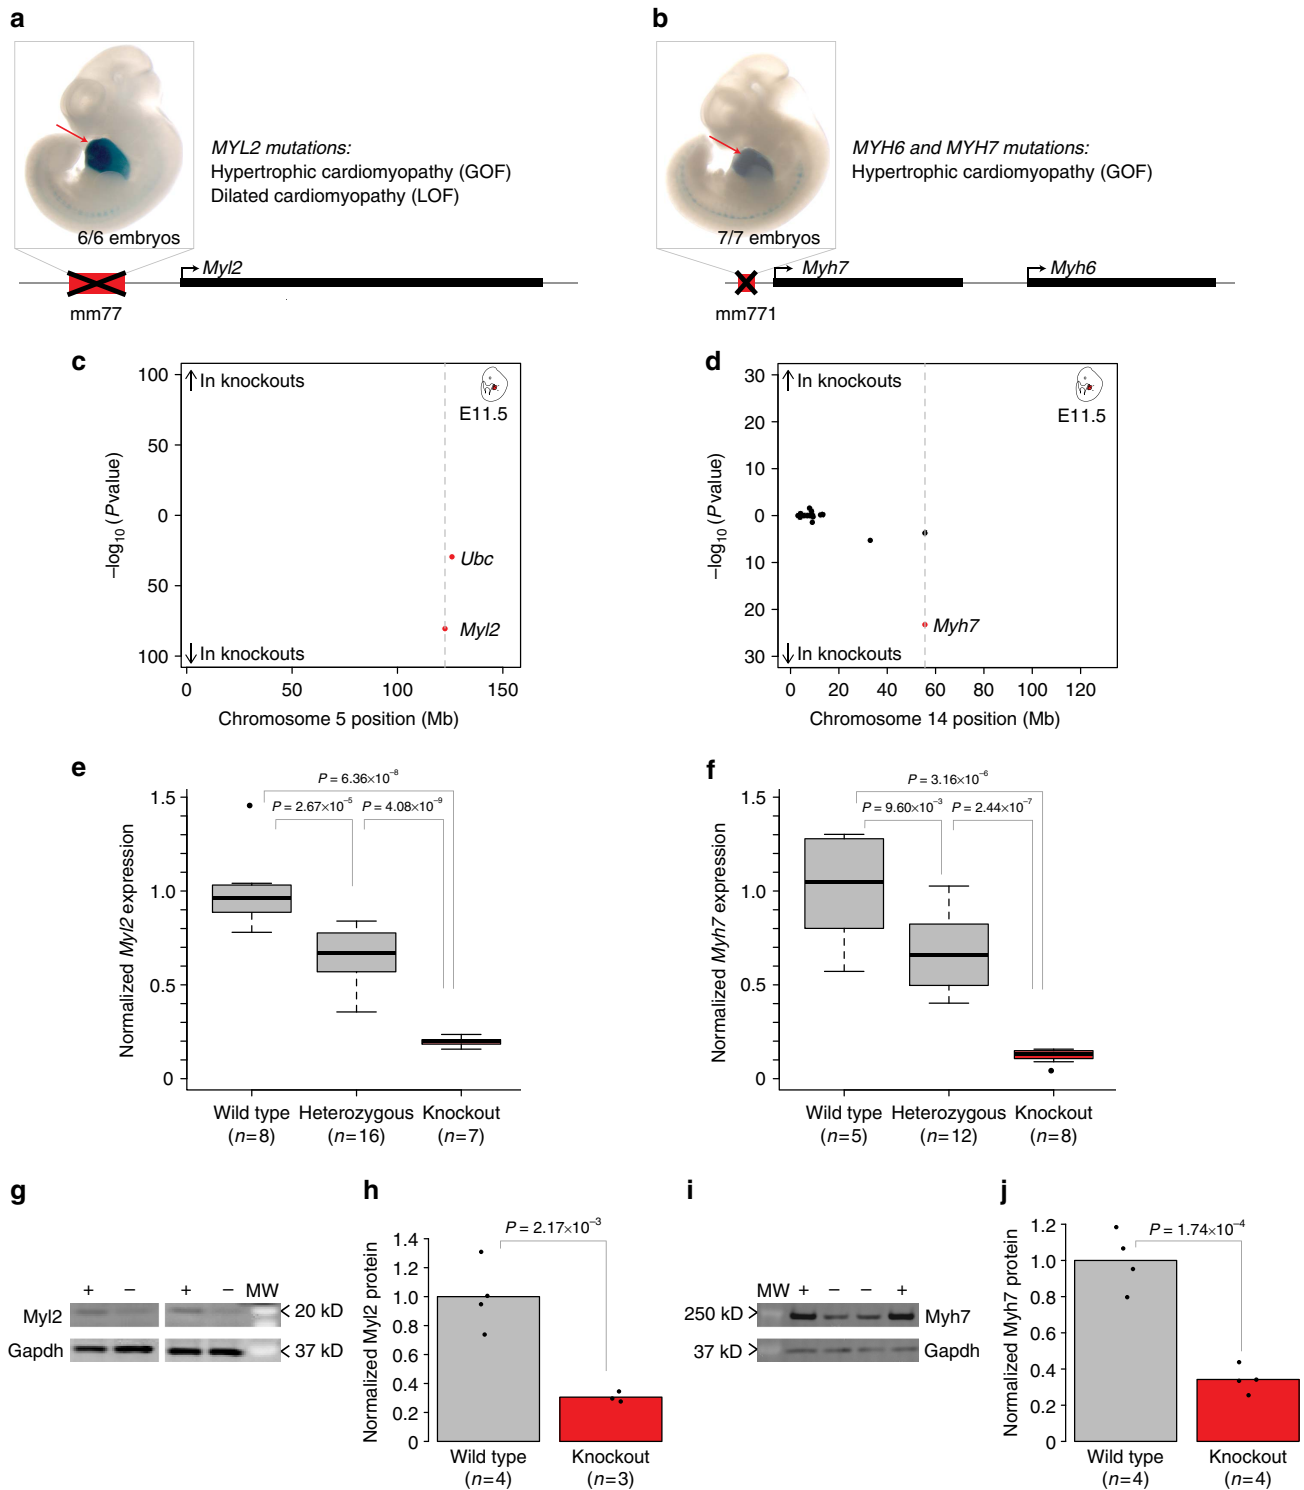 a
MYL2 mutations:
Hypertrophic cardiomyopathy (GOF)
Dilated cardiomyopathy (LOF)
6/6 embryos
Myl2
mm77
b
MYH6 and MYH7 mutations:
Hypertrophic cardiomyopathy (GOF)
7/7 embryos
Myh7
Myh6
mm771
c
100
50
0
50
100
–log10(Pvalue)
↑ In knockouts
↓ In knockouts
E11.5
Ubc
Myl2
0 50 100 150
Chromosome 5 position (Mb)
d
30
20
10
0
10
20
30
–log10(Pvalue)
↑ In knockouts
↓ In knockouts
E11.5
Myh7
0 20 40 60 80 100 120
Chromosome 14 position (Mb)
e
P = 6.36×10–8
P = 2.67×10–5 P = 4.08×10–9
1.5
1.0
0.5
0
Normalized Myl2 expression
Wild type Heterozygous Knockout
(n=8) (n=16) (n=7)
f
P = 3.16×10–6
P = 9.60×10–3 P = 2.44×10–7
1.5
1.0
0.5
0
Normalized Myh7 expression
Wild type Heterozygous Knockout
(n=5) (n=12) (n=8)
g
+ – + – MW
Myl2 < 20 kD
Gapdh < 37 kD
h
P = 2.17×10–3
1.4
1.2
1.0
0.8
0.6
0.4
0.2
0
Normalized Myl2 protein
Wild type Knockout
(n=4) (n=3)
i
MW + – – +
250 kD > Myh7
37 kD > Gapdh
j
P = 1.74×10–4
1.2
1.0
0.8
0.6
0.4
0.2
0
Normalized Myh7 protein
Wild type Knockout
(n=4) (n=4)